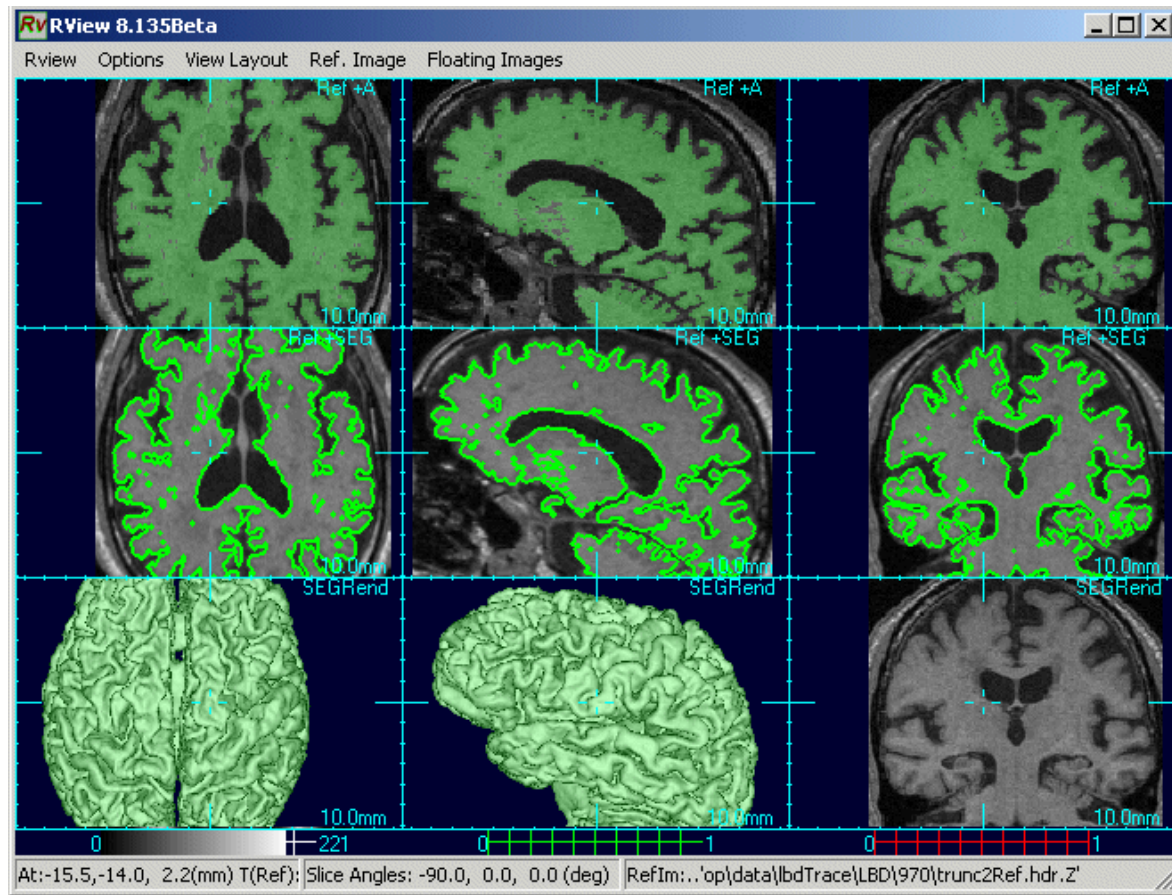 Rv RView 8.135Beta
Rview Options View Layout Ref. Image Floating Images
Ref +A Ref +A Ref +A
10.0mm 10.0mm 10.0mm
Ref +SEG Ref +SEG Ref +SEG
10.0mm 10.0mm 10.0mm
SEGRend SEGRend
10.0mm 10.0mm 10.0mm
0 221 0 1 0 1
At:-15.5,-14.0, 2.2(mm) T(Ref): Slice Angles: -90.0, 0.0, 0.0 (deg) RefIm:..'op\data\lbdTrace\LBD\970\trunc2Ref.hdr.Z'